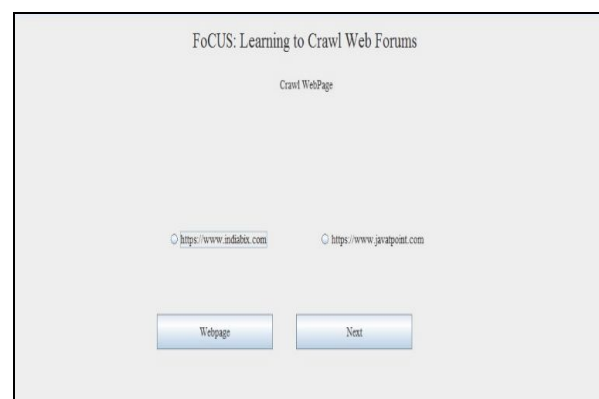 FoCUS: Learning to Crawl Web Forums
Crawl WebPage
https://www.indiabix.com https://www.javatpoint.com
Webpage Next